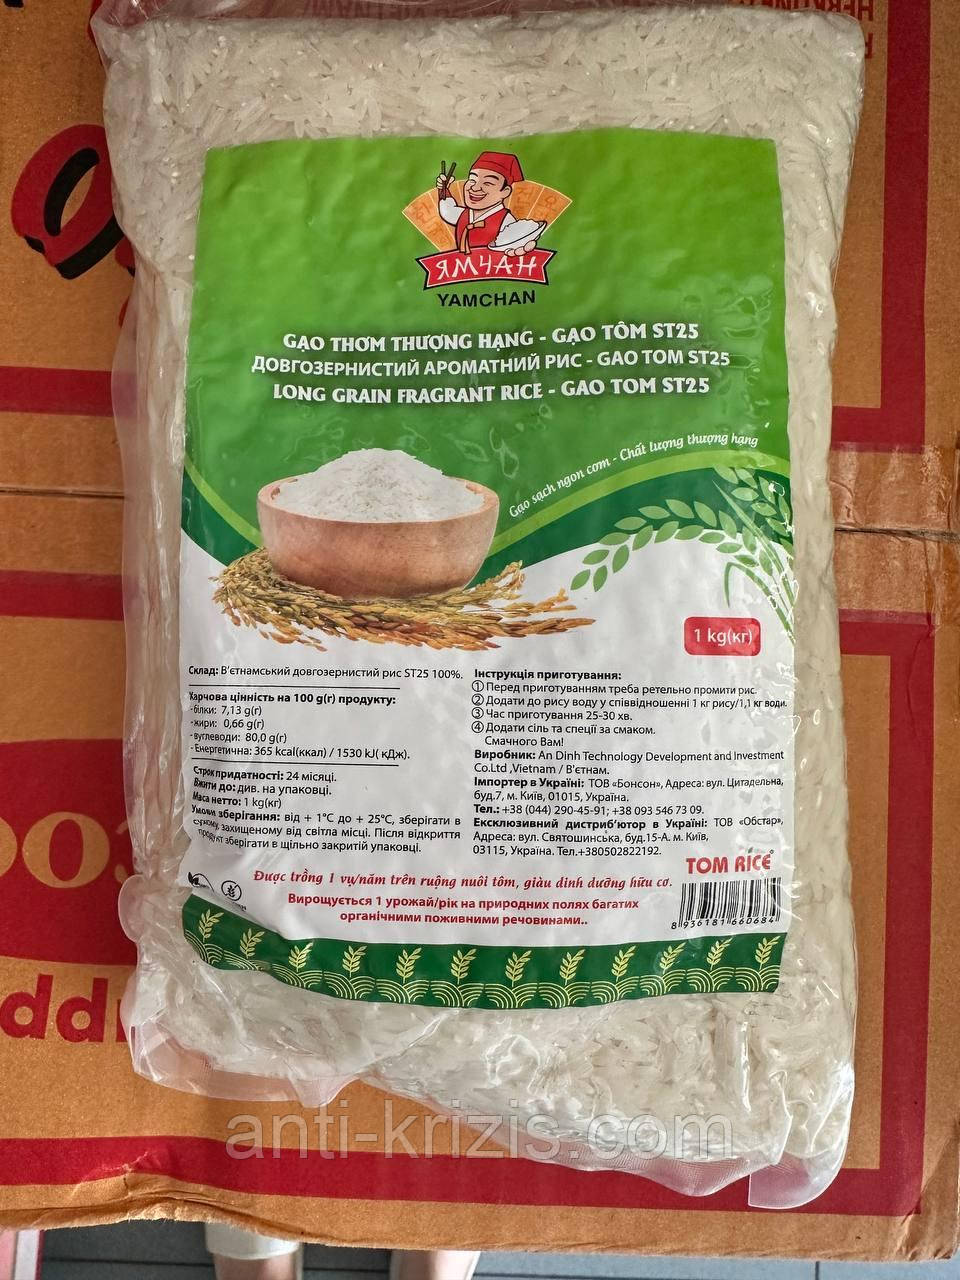 ЯМЧАН
YAMCHAN
GẠO THƠM THƯỢNG HẠNG - GẠO TÔM ST25
ДОВГОЗЕРНИСТИЙ АРОМАТНИЙ РИС - GAO TOM ST25
LONG GRAIN FRAGRANT RICE - GAO TOM ST25
Gạo sạch ngon cơm - Chất lượng thượng hạng
1 kg(кг)
Склад: В'єтнамський довгозернистий рис ST25 100%.
Харчова цінність на 100 g(г) продукту:
-білки: 7,13 g(г)
-жири: 0,66 g(г)
-вуглеводи: 80,0 g(г)
- Енергетична: 365 kcal(ккал) / 1530 kJ( кДж).
Строк придатності: 24 місяці.
Вжити до: див. на упаковці.
Маса нетто: 1 kg(кг)
Умови зберігання: від + 1°С до + 25°С, зберігати в
сухому, захищеному від світла місці. Після відкриття
продукт зберігати в щільно закритій упаковці.
Інструкція приготування:
① Перед приготуванням треба ретельно промити рис.
② Додати до рису воду у співвідношенні 1 кг рису/1,1 кг води.
③ Час приготування 25-30 хв.
④ Додати сіль та спеції за смаком.
Смачного Вам!
Виробник: An Dinh Technology Development and Investment
Co.Ltd ,Vietnam / В'єтнам.
Імпортер в Україні: ТОВ «Бонсон», Адреса: вул. Цитадельна,
буд.7, м. Київ, 01015, Україна.
Тел.: +38 (044) 290-45-91; +38 093 546 73 09.
Ексклюзивний дистриб'ютор в Україні: ТОВ «Обстар»,
Адреса: вул. Святошинська, буд.15-А. м. Київ,
03115, Україна. Тел.+380502822192.
TOM RICE®
Được trồng 1 vụ/năm trên ruộng nuôi tôm, giàu dinh dưỡng hữu cơ.
Вирощується 1 урожай/рік на природних полях багатих
органічними поживними речовинами..
8 936181 660684
anti-krizis.com